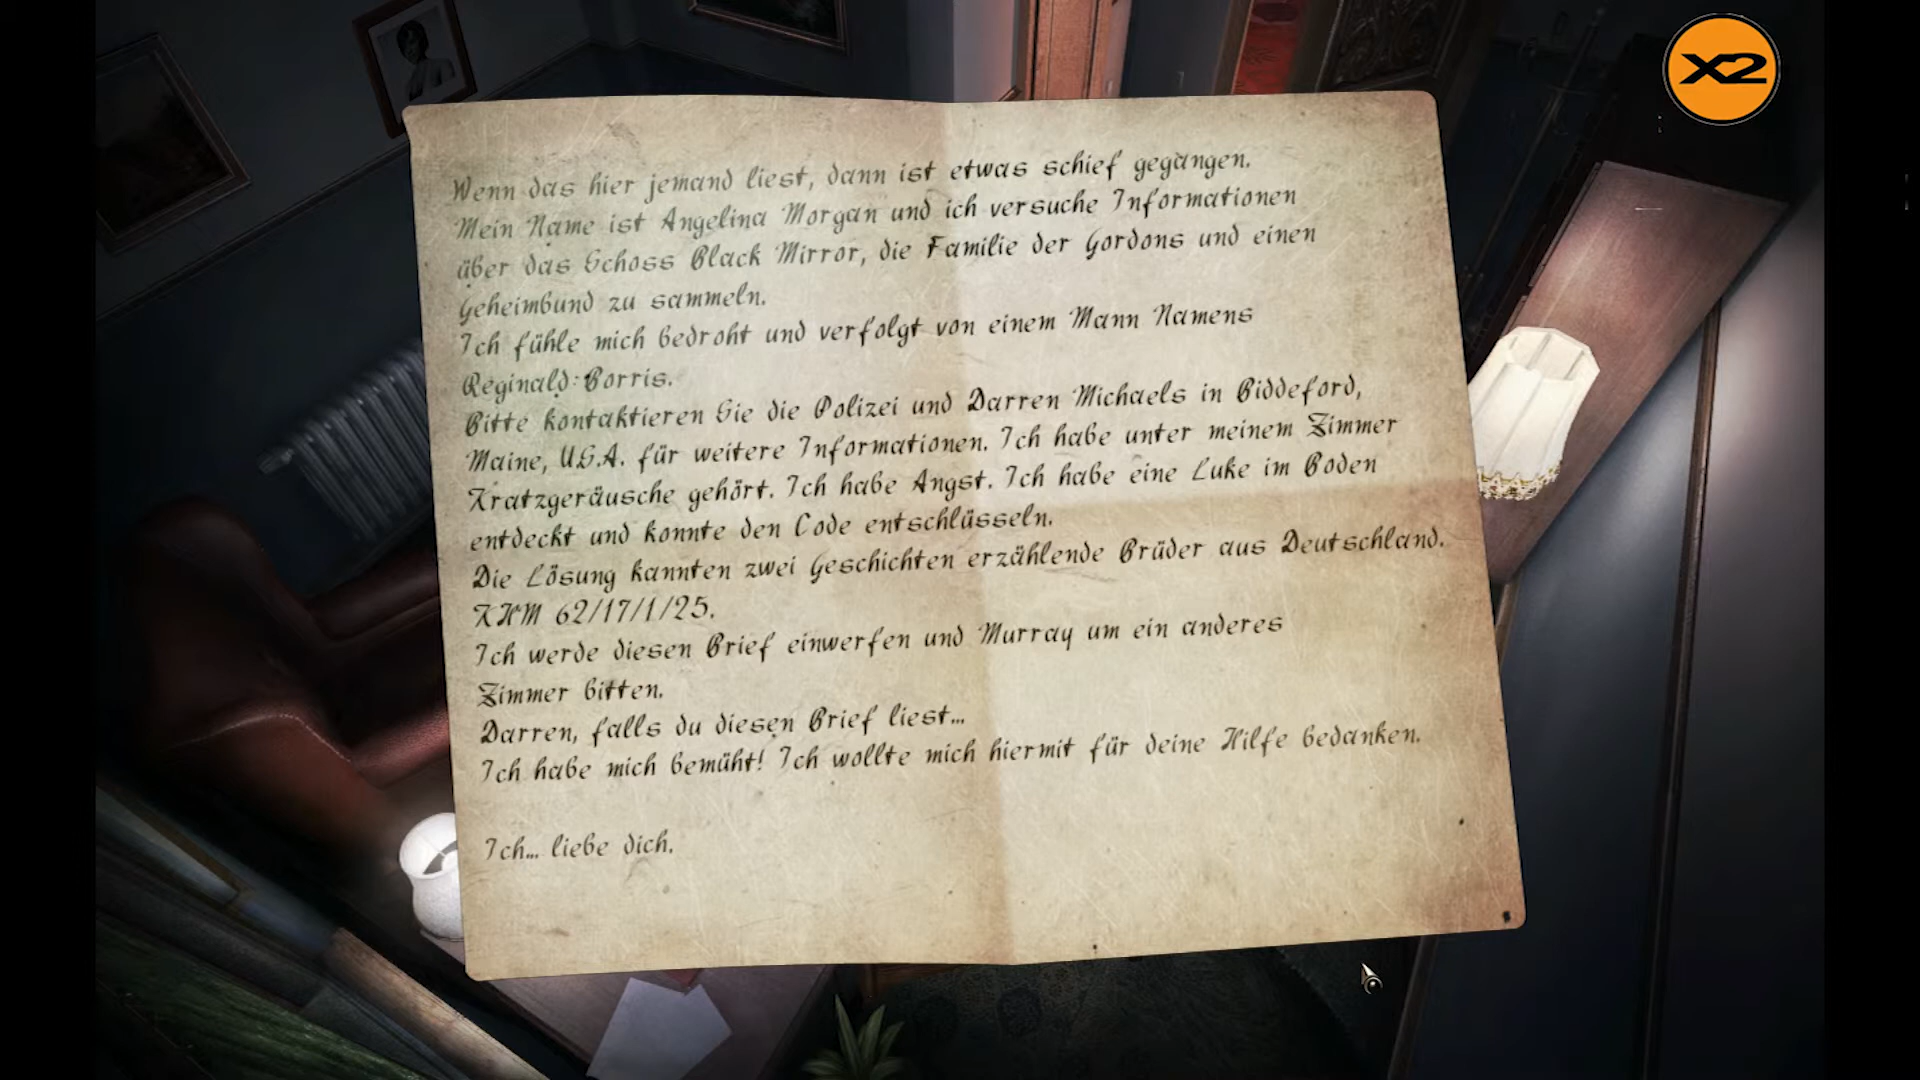 X2
Wenn das hier jemand liest, dann ist etwas schief gegangen.
Mein Name ist Angelina Morgan und ich versuche Informationen
über das Schoss Black Mirror, die Familie der Gordons und einen
Geheimbund zu sammeln.
Ich fühle mich bedroht und verfolgt von einem Mann Namens
Reginald Borris.
Bitte kontaktieren Sie die Polizei und Darren Michaels in Biddeford,
Maine, U.S.A. für weitere Informationen. Ich habe unter meinem Zimmer
Kratzgeräusche gehört. Ich habe Angst. Ich habe eine Luke im Boden
entdeckt und konnte den Code entschlüsseln.
Die Lösung kannten zwei Geschichten erzählende Brüder aus Deutschland.
KHM 62/17/1/25.
Ich werde diesen Brief einwerfen und Murray um ein anderes
Zimmer bitten.
Darren, falls du diesen Brief liest...
Ich habe mich bemüht! Ich wollte mich hiermit für deine Hilfe bedanken.
Ich... liebe dich.